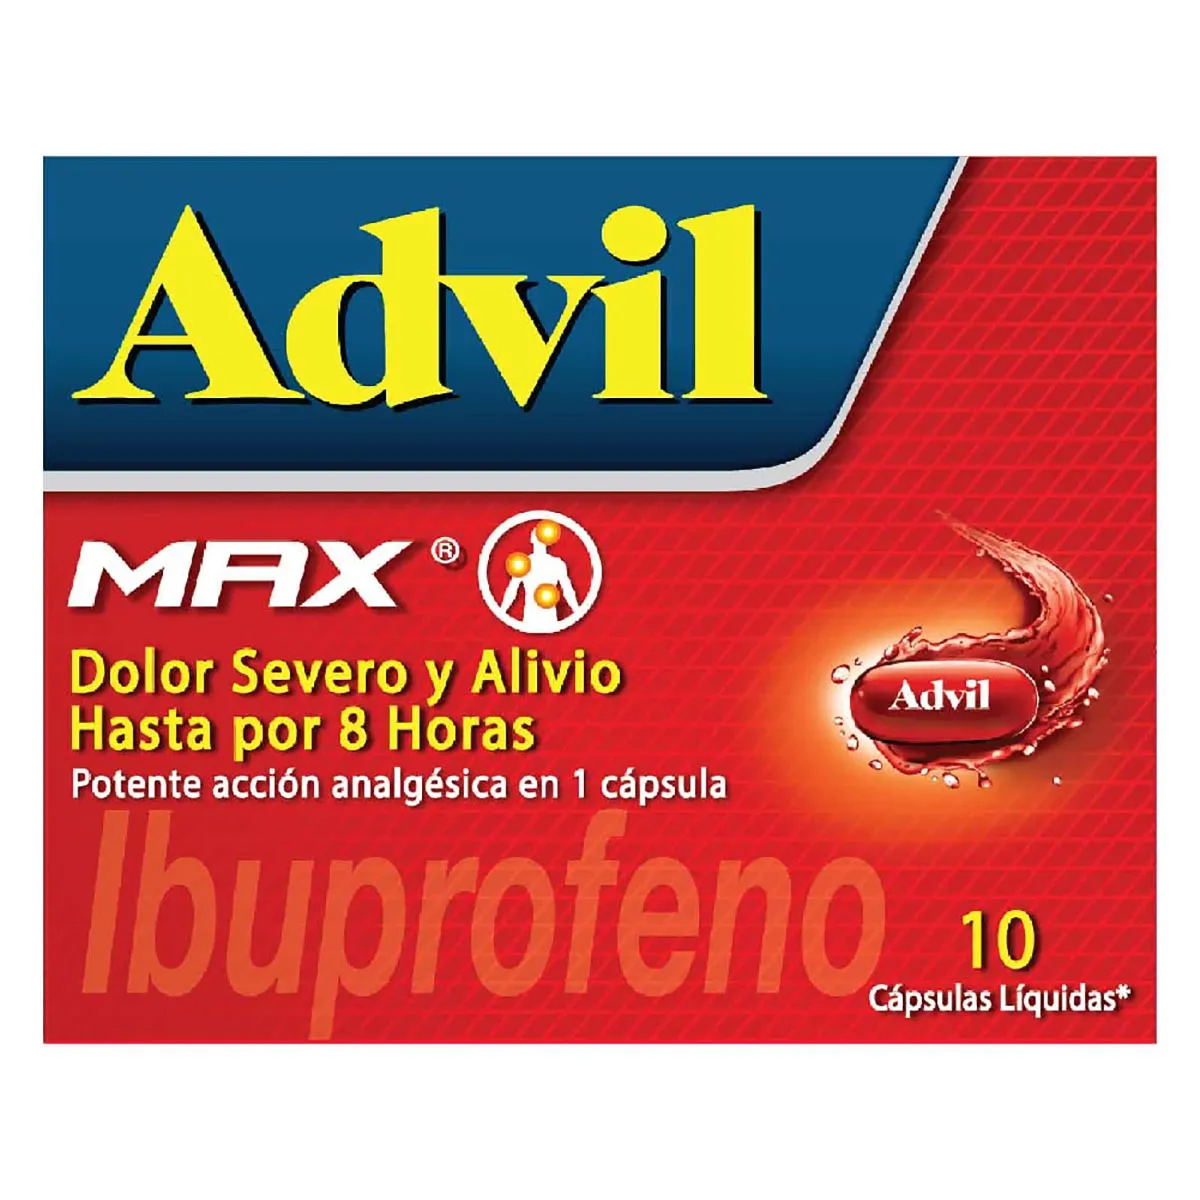 Advil
MAX®
Dolor Severo y Alivio
Hasta por 8 Horas
Potente acción analgésica en 1 cápsula
Advil
Ibuprofeno
10
Cápsulas Líquidas*